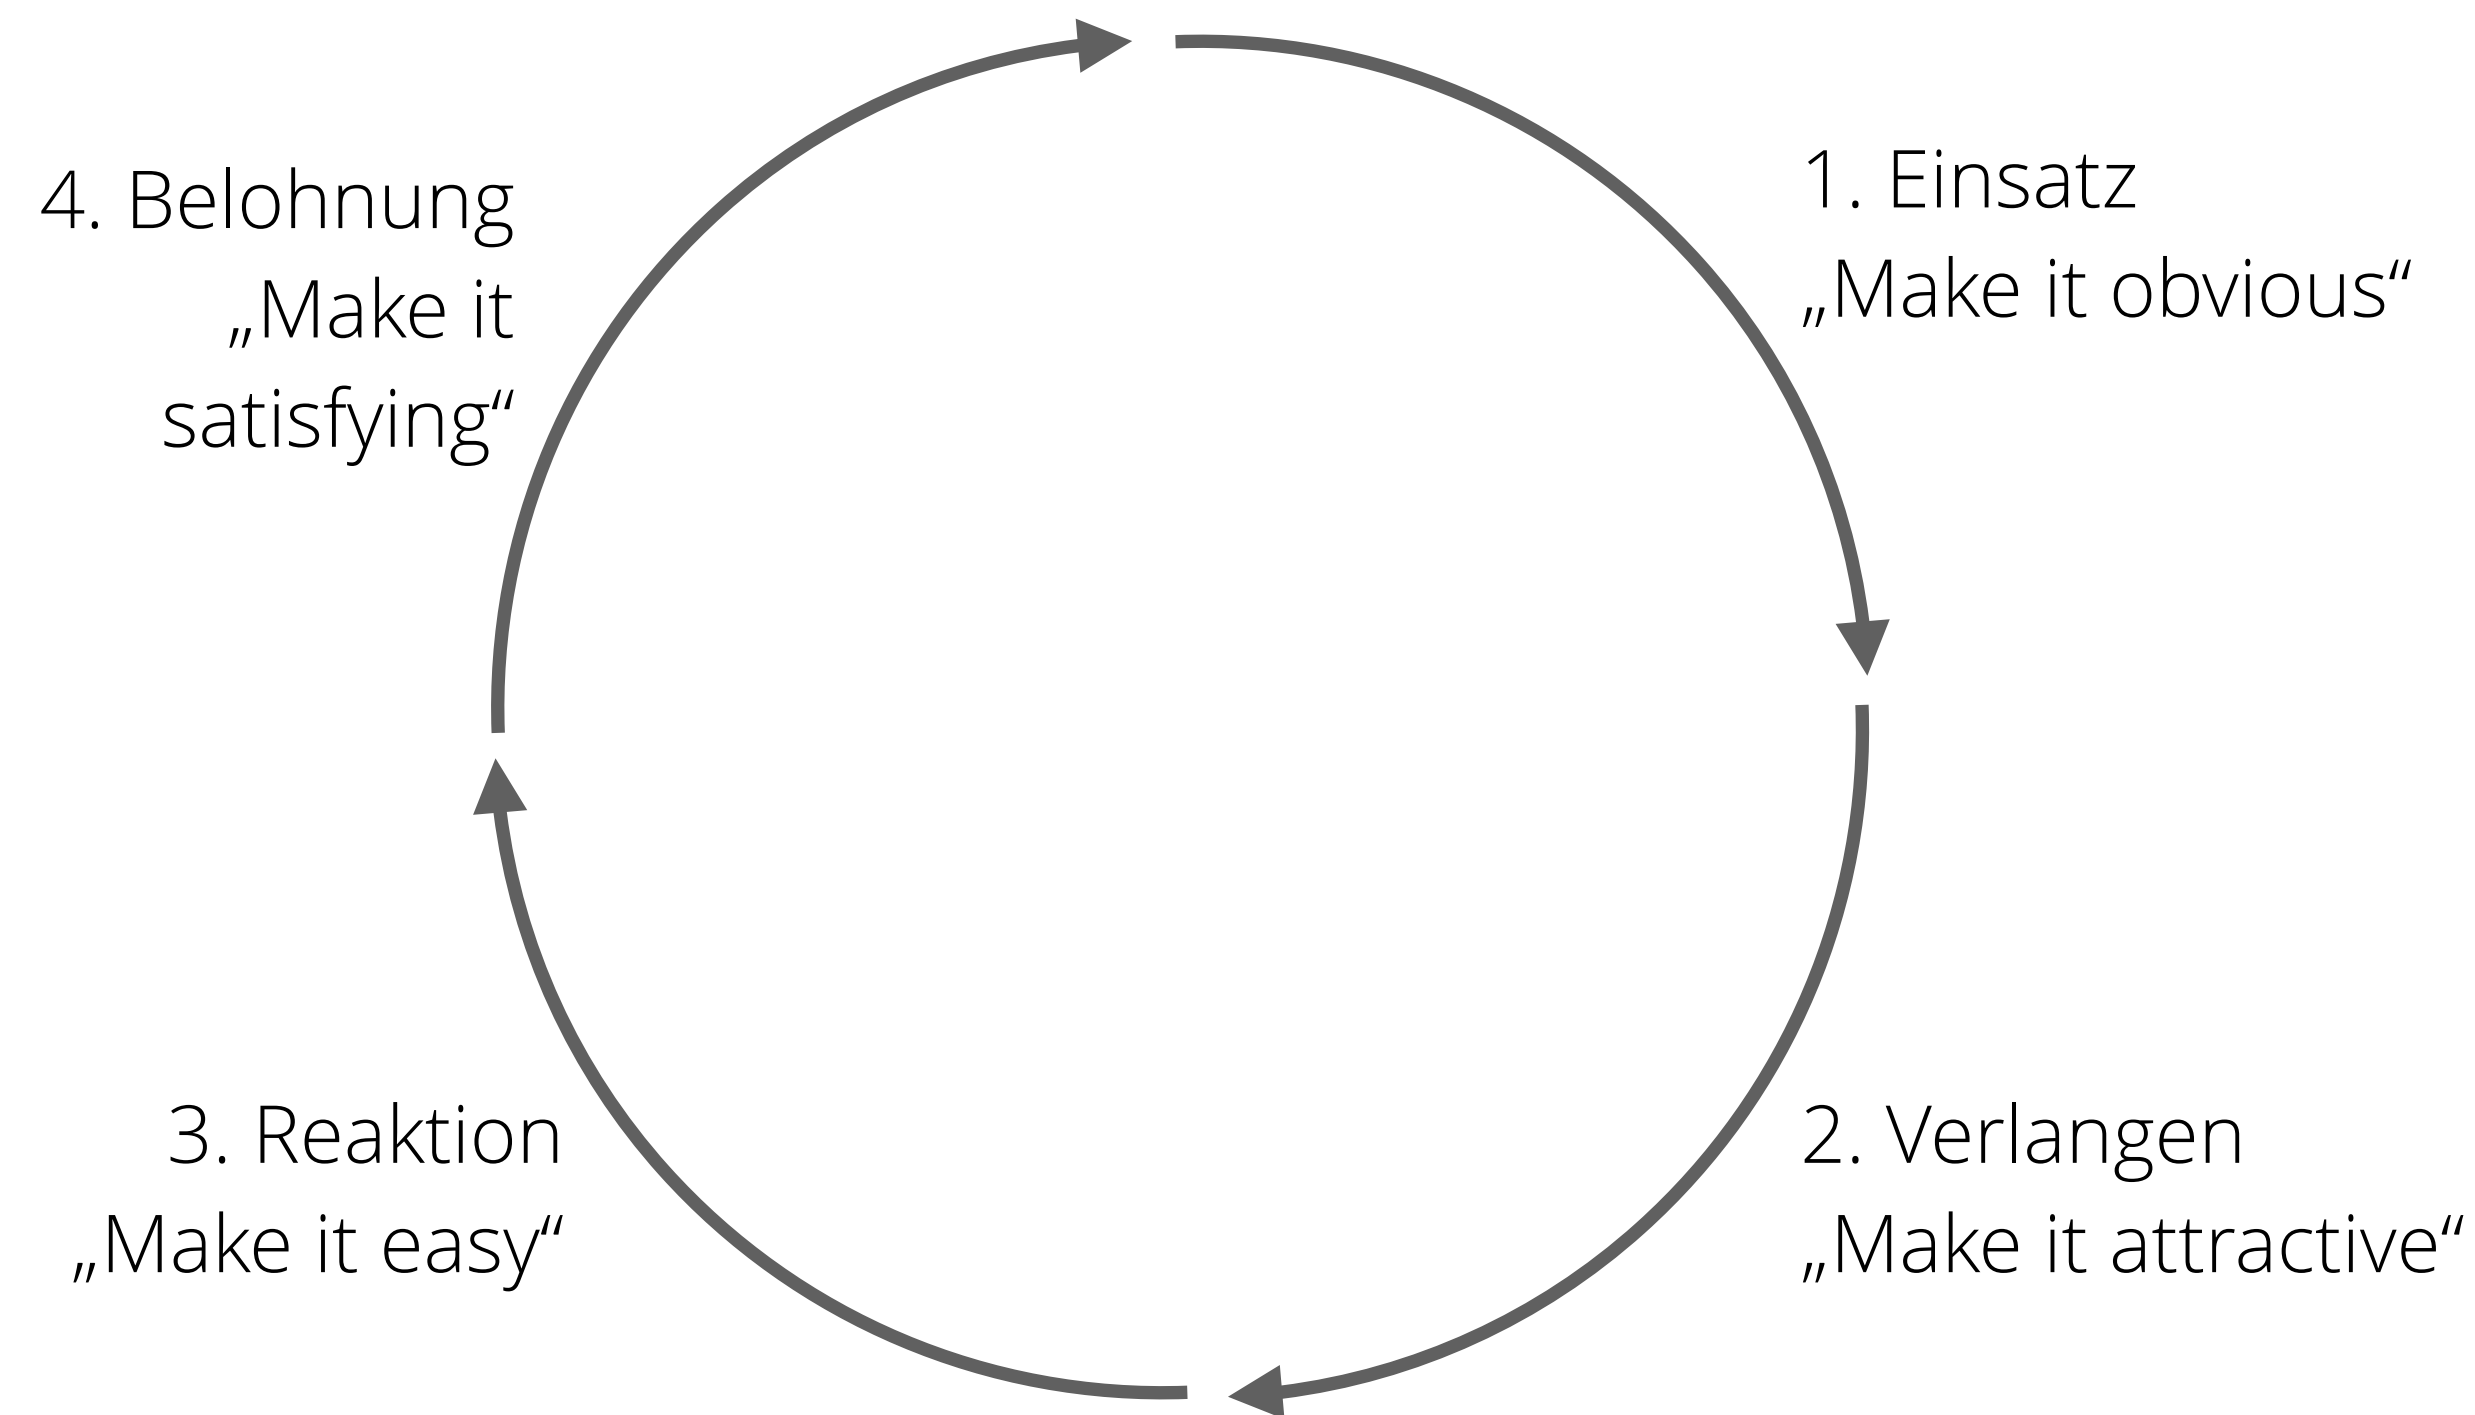 1. Einsatz
„Make it obvious“
2. Verlangen
„Make it attractive“
3. Reaktion
„Make it easy“
4. Belohnung
„Make it
satisfying“